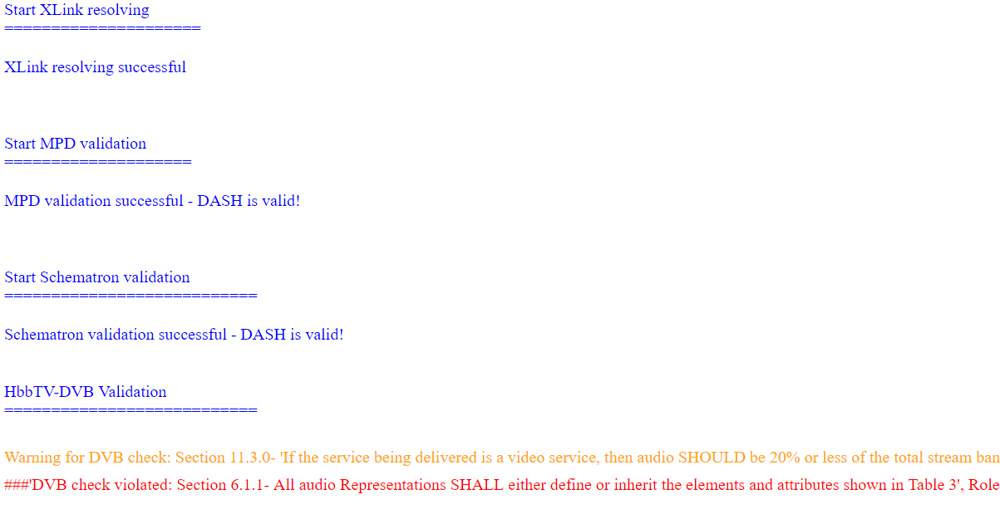 Start XLink resolving
=====================
XLink resolving successful
Start MPD validation
====================
MPD validation successful - DASH is valid!
Start Schematron validation
===========================
Schematron validation successful - DASH is valid!
HbbTV-DVB Validation
===========================
Warning for DVB check: Section 11.3.0- 'If the service being delivered is a video service, then audio SHOULD be 20% or less of the total stream ban
###'DVB check violated: Section 6.1.1- All audio Representations SHALL either define or inherit the elements and attributes shown in Table 3', Role